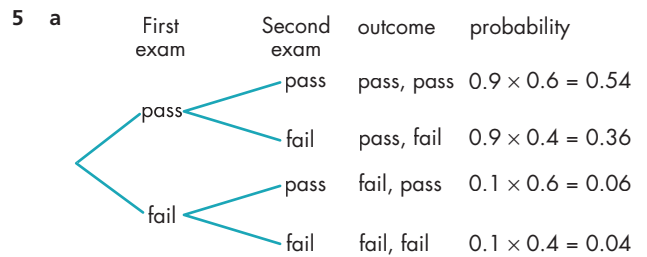 5 a
First exam Second exam outcome probability
pass pass pass, pass 0.9 × 0.6 = 0.54
fail pass, fail 0.9 × 0.4 = 0.36
fail pass fail, pass 0.1 × 0.6 = 0.06
fail fail, fail 0.1 × 0.4 = 0.04